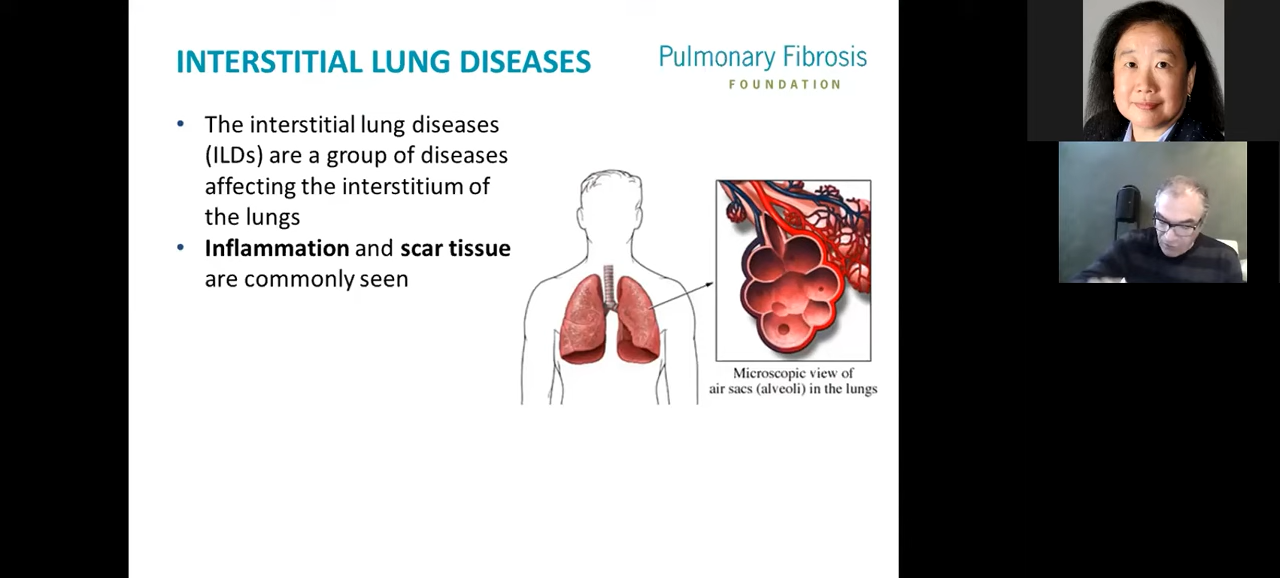 INTERSTITIAL LUNG DISEASES
Pulmonary Fibrosis
FOUNDATION
• The interstitial lung diseases
(ILDs) are a group of diseases
affecting the interstitium of
the lungs
• Inflammation and scar tissue
are commonly seen
Microscopic view of
air sacs (alveoli) in the lungs